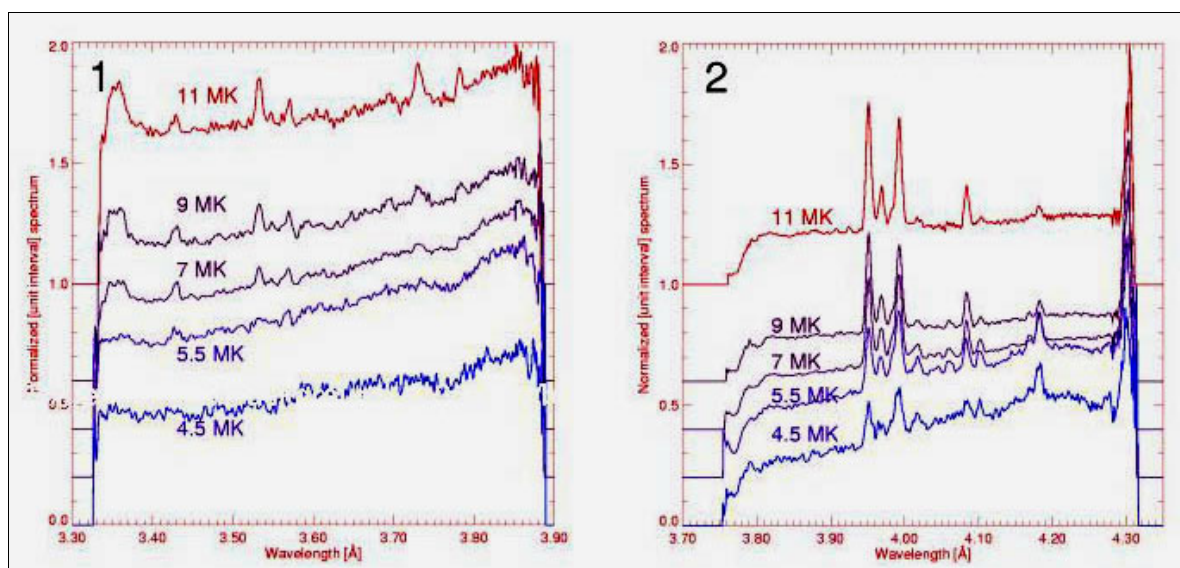 1
2.0
1.5
1.0
0.5
0.0
11 MK
9 MK
7 MK
5.5 MK
4.5 MK
3.30 3.40 3.50 3.60 3.70 3.80 3.90
Wavelength [Å]
[unit interval] spectrum
2
2.0
1.5
1.0
0.5
0.0
11 MK
9 MK
7 MK
5.5 MK
4.5 MK
3.70 3.80 3.90 4.00 4.10 4.20 4.30
Wavelength [Å]
Normalized [unit interval] spectrum